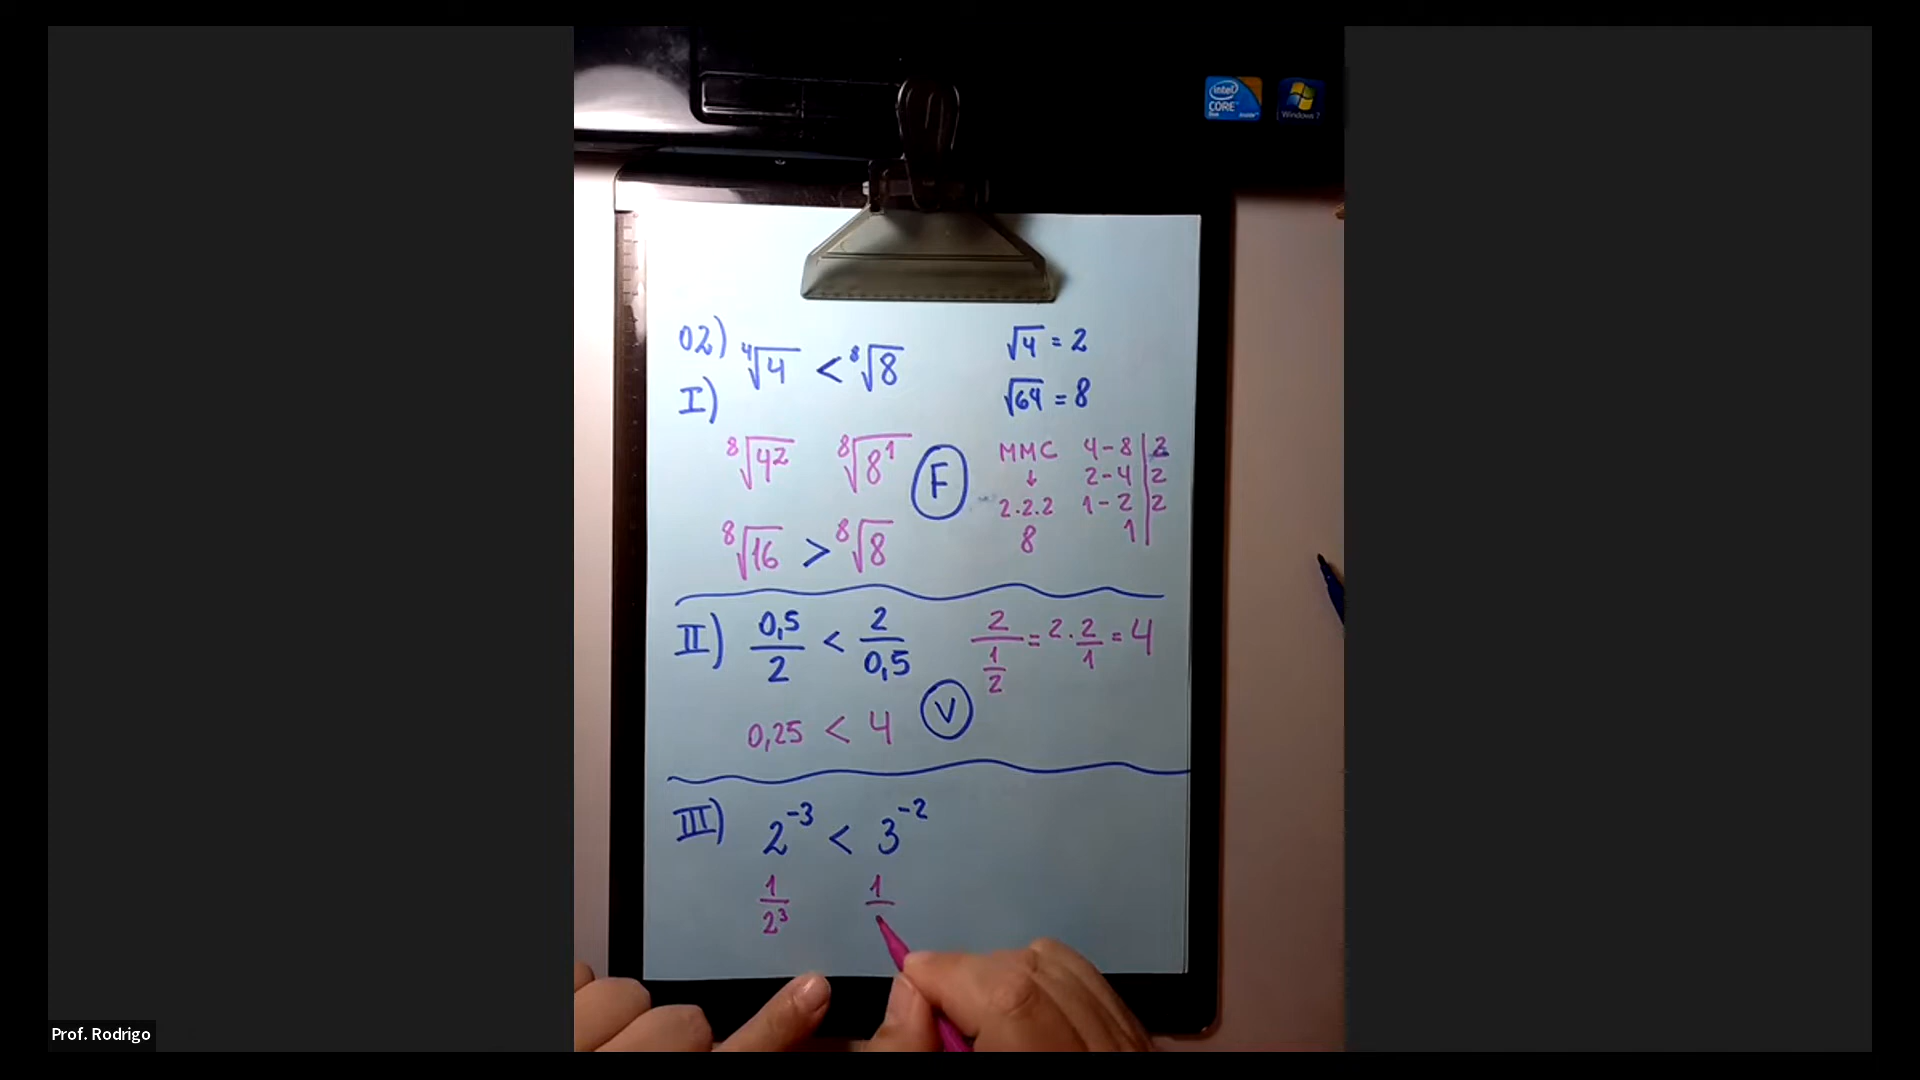 intel
CORE
inside
Windows 7
02) ⁴√4 < ⁸√8
I)
√4 = 2
√64 = 8
⁸√4² ⁸√8¹ F
⁸√16 > ⁸√8
MMC 4-8|2
↓ 2-4|2
2.2.2 1-2|2
8 1|
II) 0,5/2 < 2/0,5
2/(1/2) = 2 . 2/1 = 4
0,25 < 4 V
III) 2⁻³ < 3⁻²
1/2³ 1/
Prof. Rodrigo